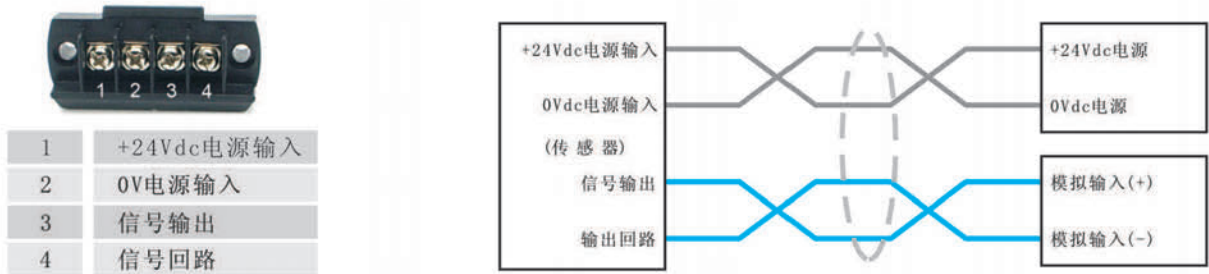 1 2 3 4
1 +24Vdc电源输入
2 0V电源输入
3 信号输出
4 信号回路
+24Vdc电源输入
0Vdc电源输入
(传 感 器)
信号输出
输出回路
+24Vdc电源
0Vdc电源
模拟输入(+)
模拟输入(-)